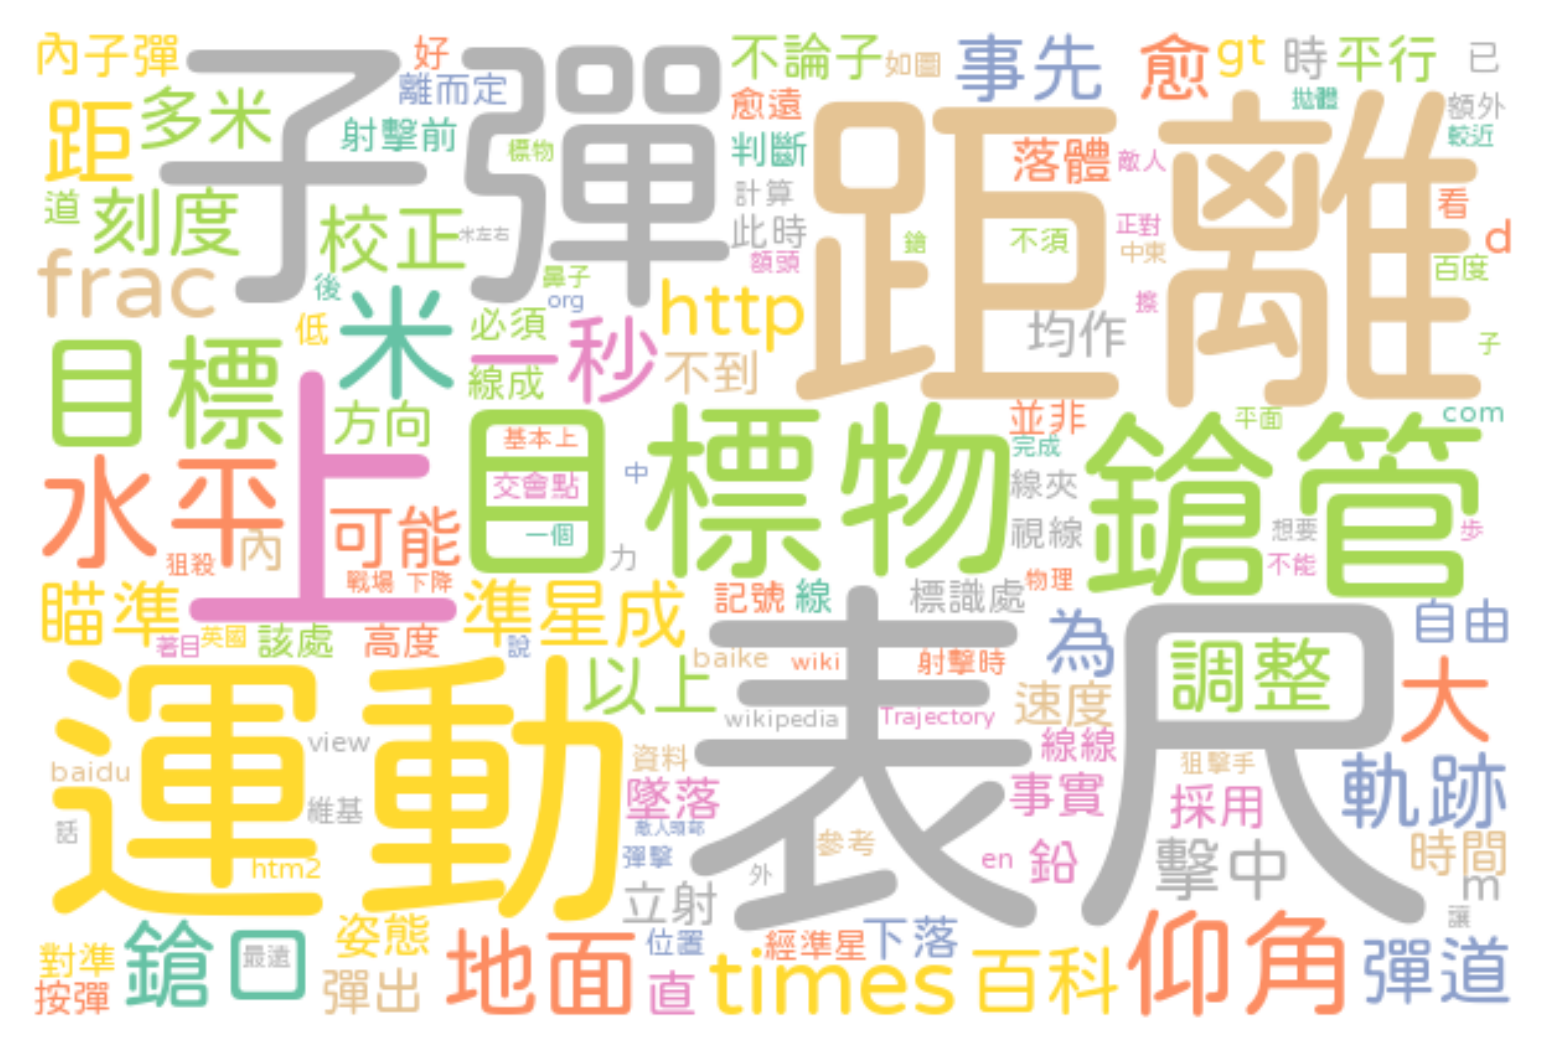 內子彈
好
不論子
如圖
事先
愈
gt
時
平行
已
離而定
子彈
距離
距
多米
愈遠
拋體
額外
射擊前
標物
判斷
落體
敵人
較近
道
刻度
校正
米左右
計算
此時
鎗
不須
正對
看
d
frac
後
鼻子
額頭
中東
百度
低
米
org
必須
http
擦
均作
一秒
子
目標
線成
不到
方向
上
目標物
基本上
並非
平面
com
完成
鎗管
水平
可能
交會點
中
線夾
內
一個
視線
想要
步
狙殺
力
不能
戰場
下降
物理
瞄準
準星成
記號
線
標識處
自由
著目
英國
該處
高度
說
表尺
為
運動
以上
baike
wiki
射擊時
調整
大
wikipedia
Trajectory
速度
view
線線
baidu
資料
狙擊手
軌跡
維基
墜落
事實
採用
話
敵人頭部
參考
時間
htm2
彈擊
en
鉛
擊中
外
m
立射
讓
對準
鎗口
最遠
姿態
地面
位置
經準星
下落
仰角
彈道
按彈
彈出
直
times
百科